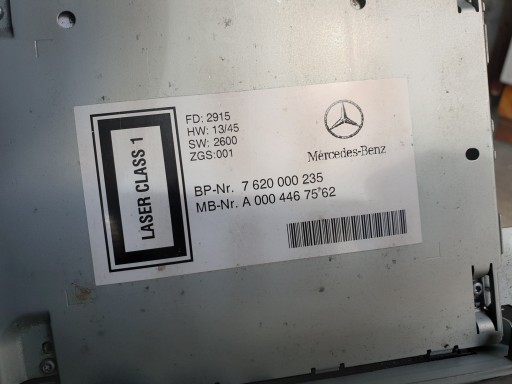 LASER CLASS 1
FD: 2915
HW: 13/45
SW: 2600
ZGS:001
Mercedes-Benz
BP-Nr. 7 620 000 235
MB-Nr. A 000 446 75 62